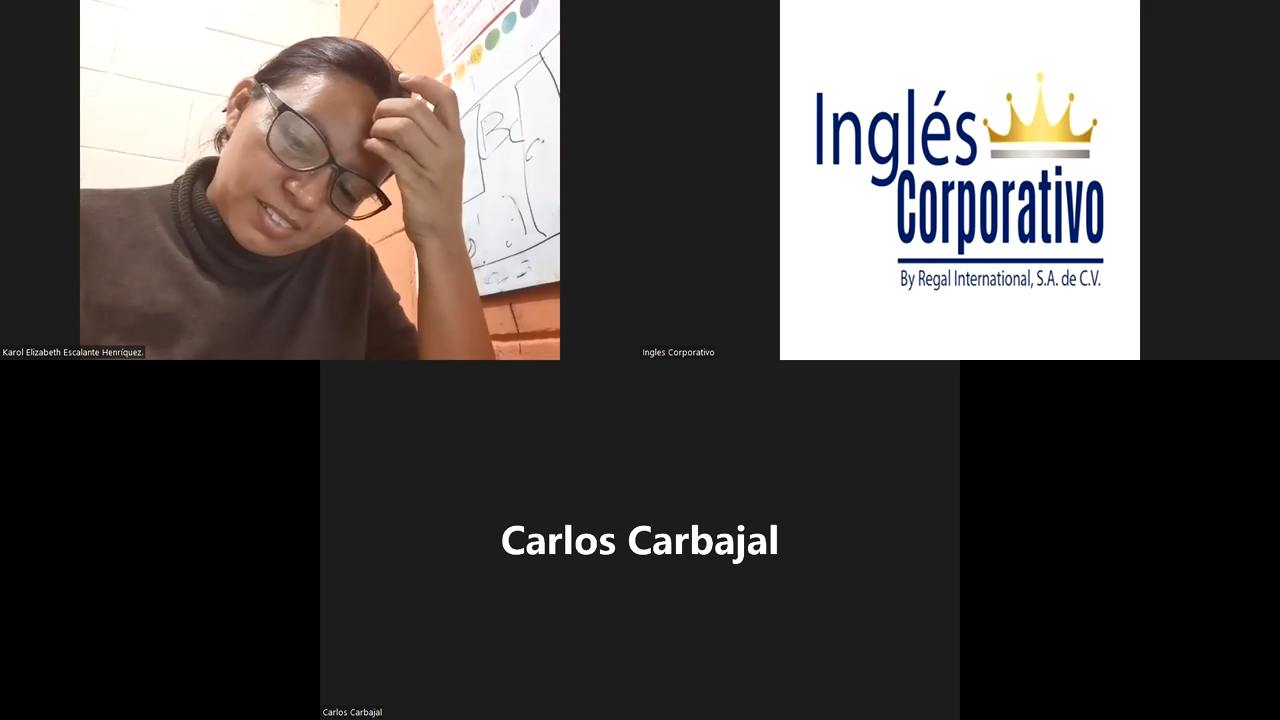 Inglés
Corporativo
By Regal International, S.A. de C.V.
Karol Elizabeth Escalante Henríquez.
Ingles Corporativo
Carlos Carbajal
Carlos Carbajal